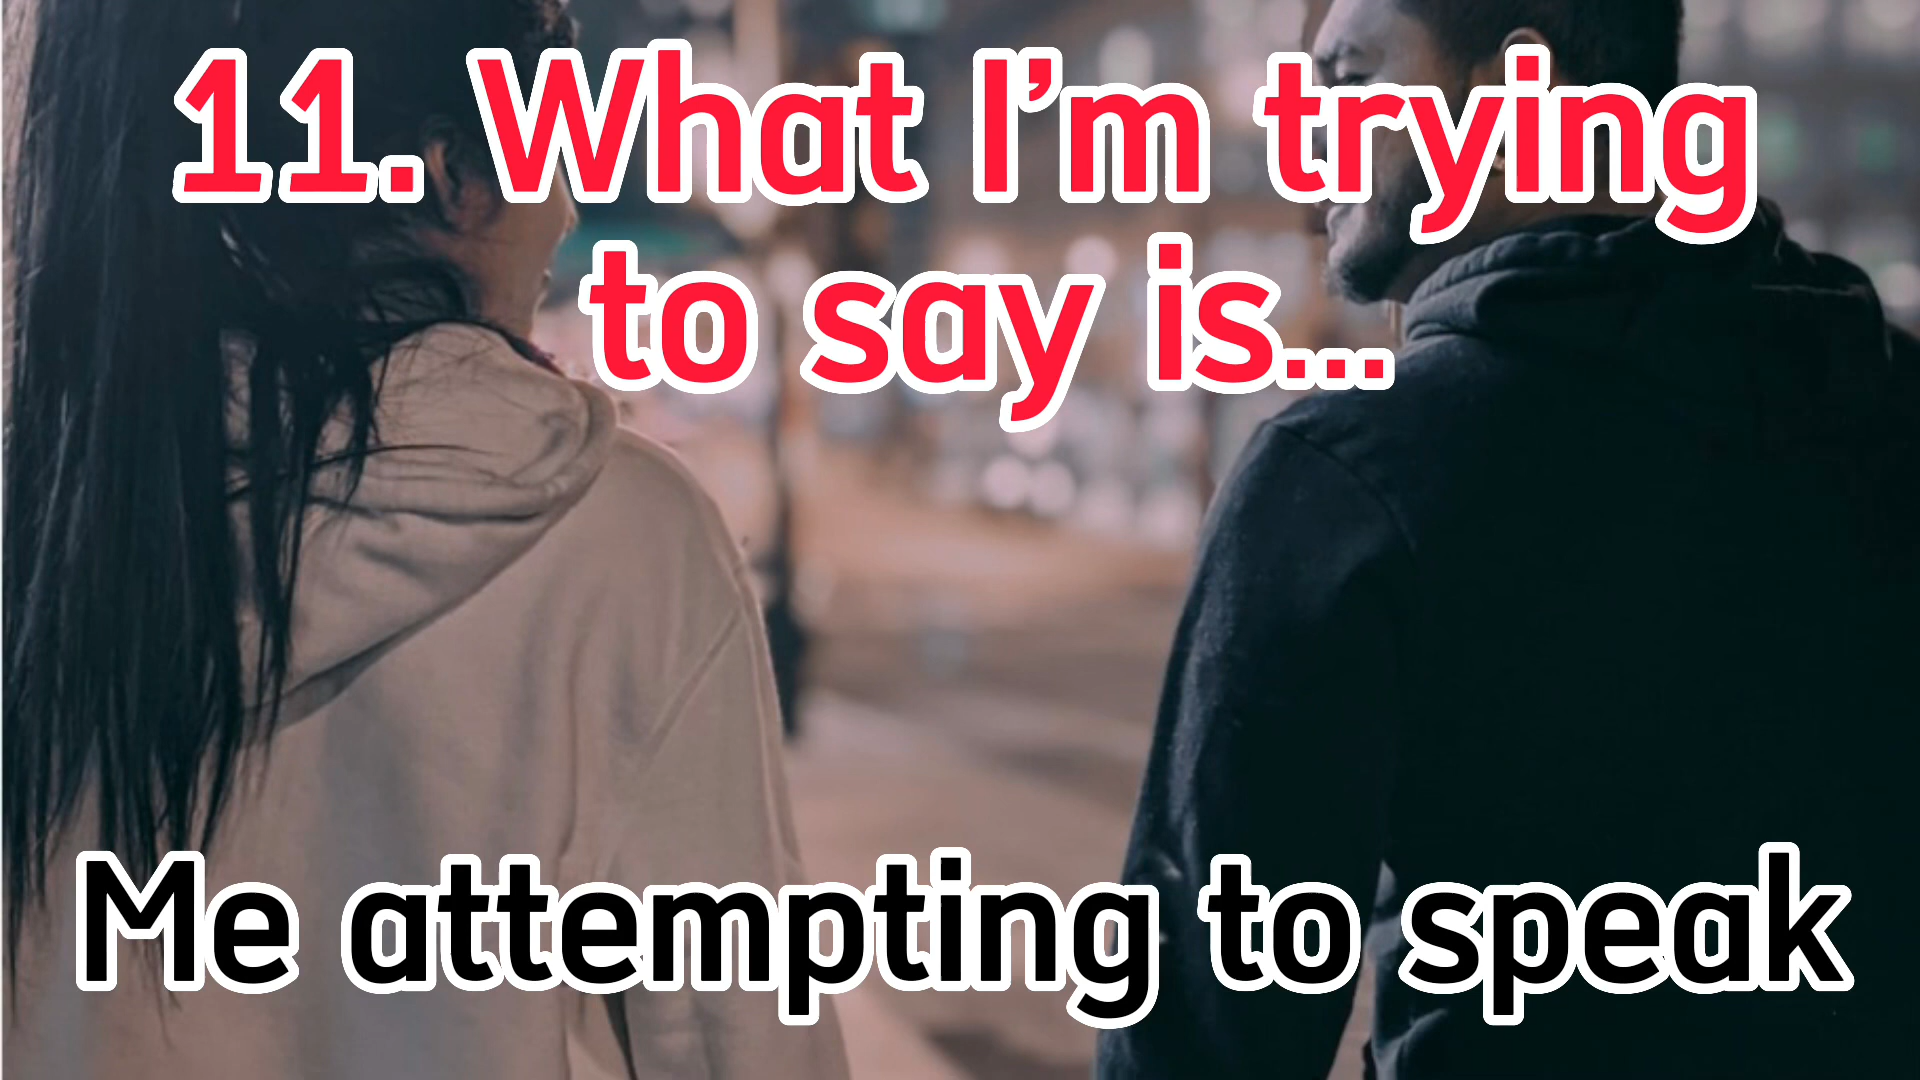 11. What I’m trying
to say is...
Me attempting to speak